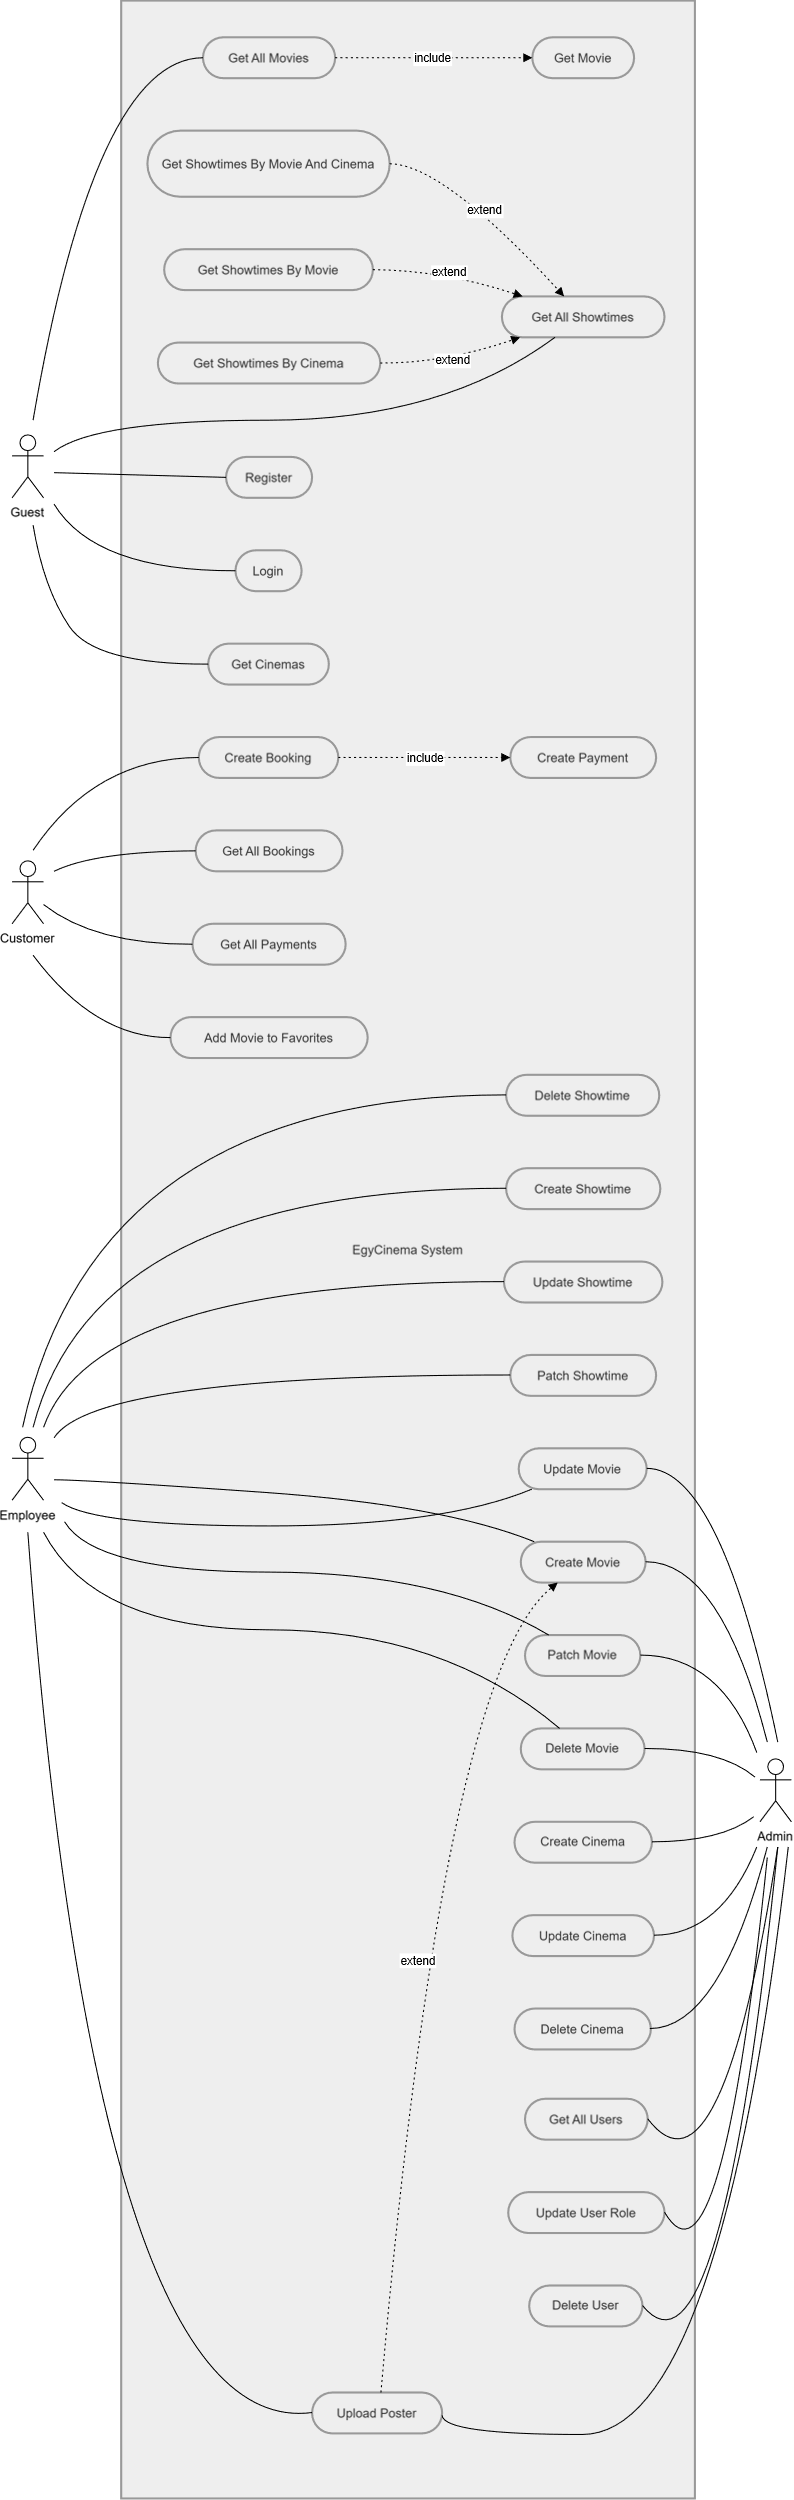 Get All Movies
include
Get Movie
Get Showtimes By Movie And Cinema
extend
Get Showtimes By Movie
extend
Get All Showtimes
Get Showtimes By Cinema
extend
Register
Guest
Login
Get Cinemas
Create Booking
include
Create Payment
Get All Bookings
Customer
Get All Payments
Add Movie to Favorites
Delete Showtime
Create Showtime
EgyCinema System
Update Showtime
Patch Showtime
Update Movie
Employee
Create Movie
Patch Movie
Delete Movie
Admin
Create Cinema
Update Cinema
extend
Delete Cinema
Get All Users
Update User Role
Delete User
Upload Poster